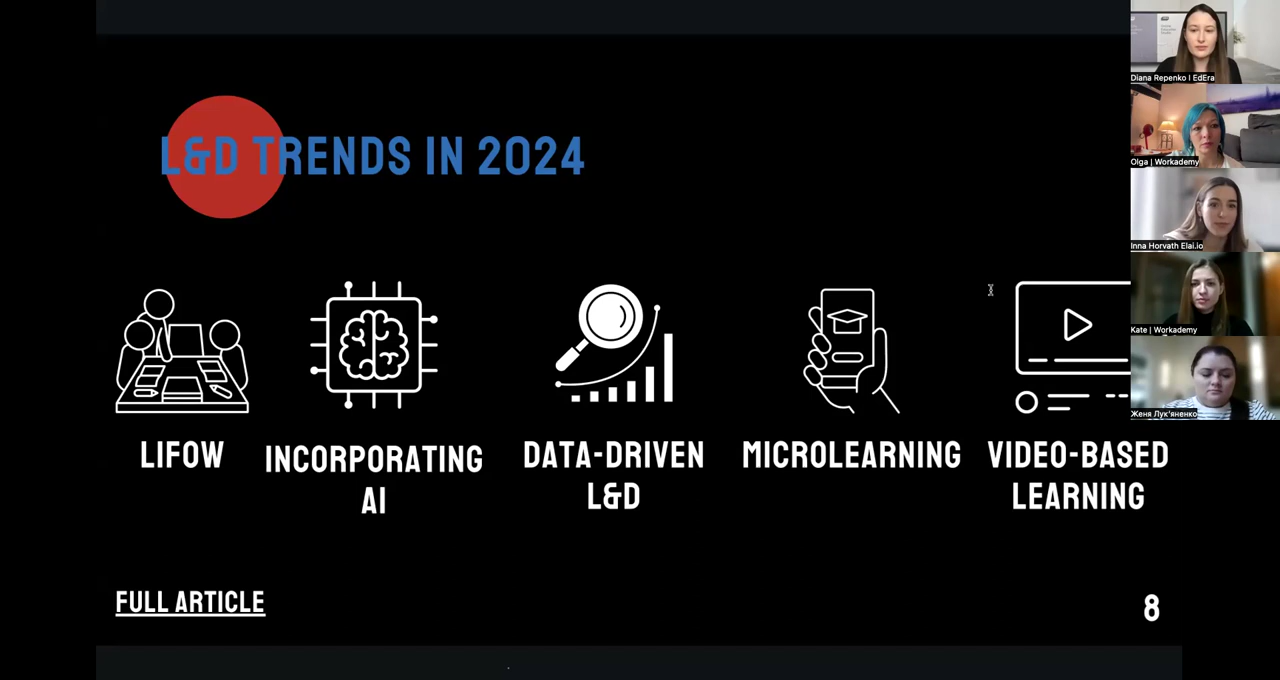 L&D TRENDS IN 2024
LIFOW
INCORPORATING
AI
DATA-DRIVEN
L&D
MICROLEARNING
VIDEO-BASED
LEARNING
FULL ARTICLE
8
Diana Repenko | EdEra
Olga | Workademy
Inna Horvath Elai.io
Kate | Workademy
Женя Лук'яненко